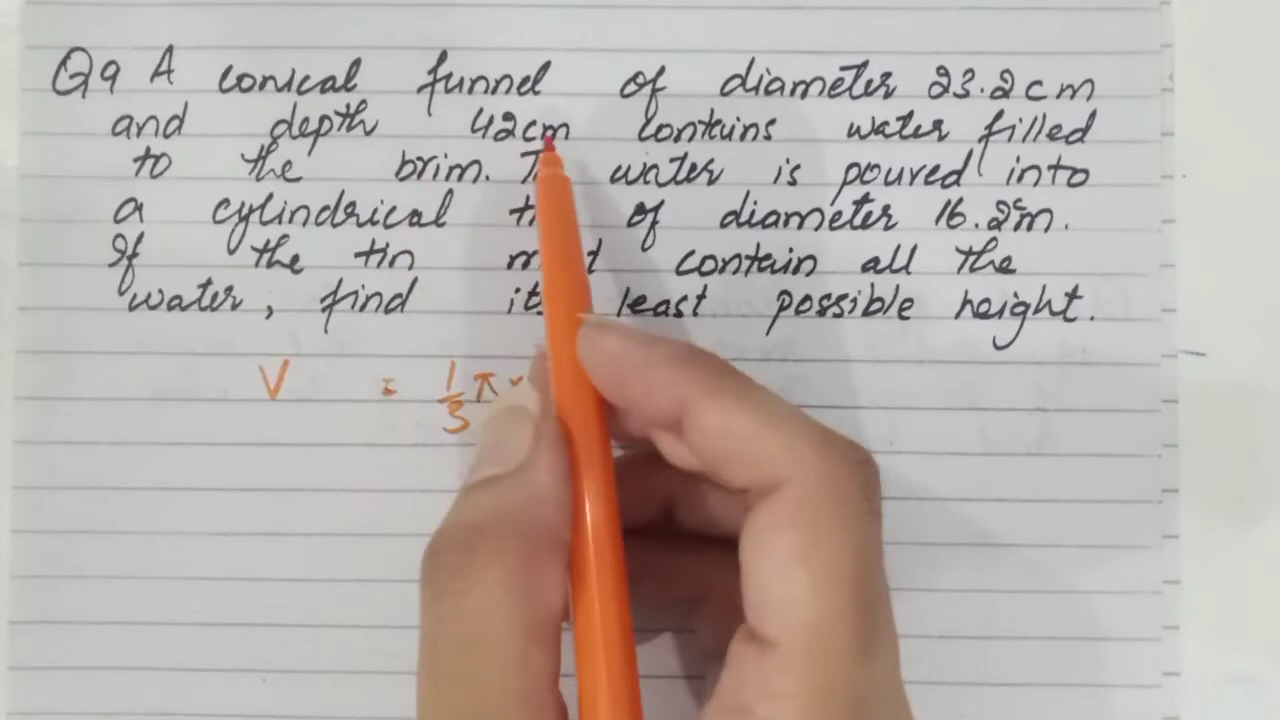 Q9 A conical funnel of diameter 23.2cm
and depth 42cm contains water filled
to the brim. water is poured into
a cylindrical of diameter 16.2cm.
If the tin contain all the
water, find its least possible height.
V = 1/3 π